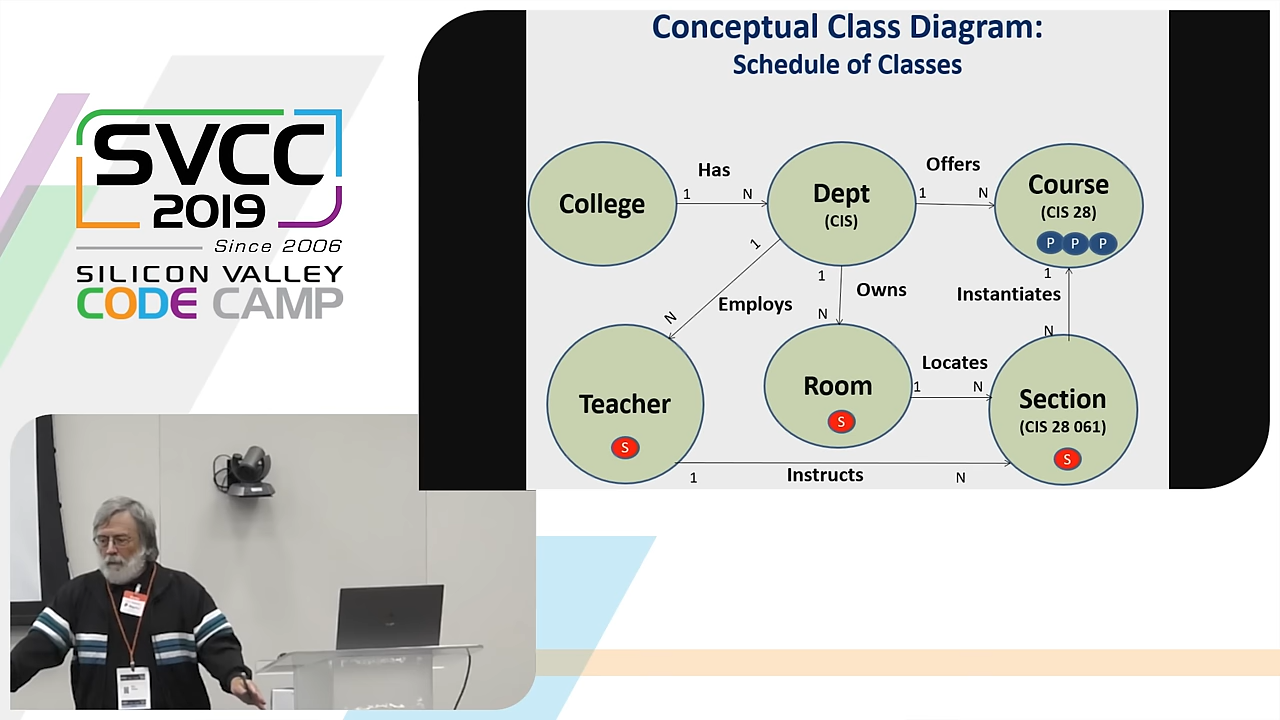 SVCC
2019
Since 2006
SILICON VALLEY
CODE CAMP
Conceptual Class Diagram:
Schedule of Classes
College
Has
1 N
Dept
(CIS)
Offers
1 N
Course
(CIS 28)
P P P
1
N
Employs
1
N
Owns
1
N
Instantiates
Teacher
S
Room
S
Locates
1 N
Section
(CIS 28 061)
S
1 Instructs N